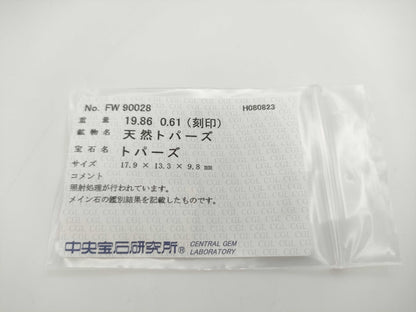 No. FW 90028 H080823
重量 19.86 0.61 (刻印)
鉱物名 天然トパーズ
宝石名 トパーズ
サイズ 17.9 × 13.3 × 9.8 mm
コメント
照射処理が行われています。
メイン石の鑑別結果を記載したものです。
中央宝石研究所® CENTRAL GEM
LABORATORY